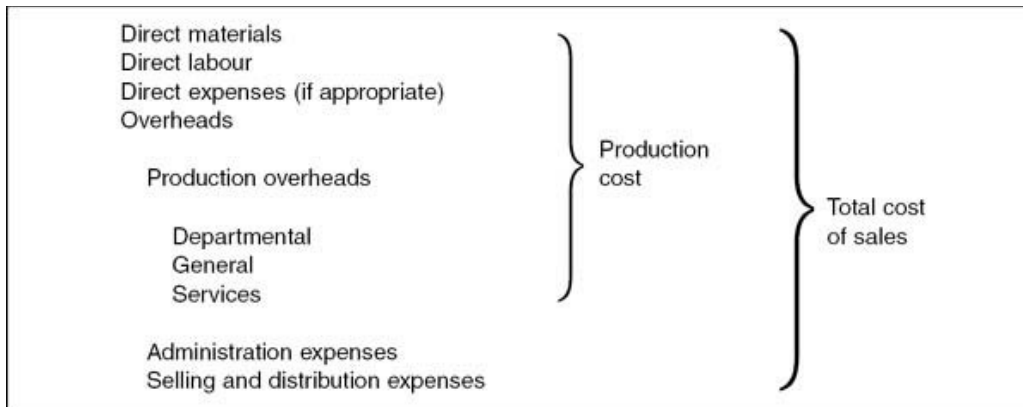 Direct materials
Direct labour
Direct expenses (if appropriate)
Overheads
Production overheads
Departmental
General
Services
Administration expenses
Selling and distribution expenses
Production
cost
Total cost
of sales